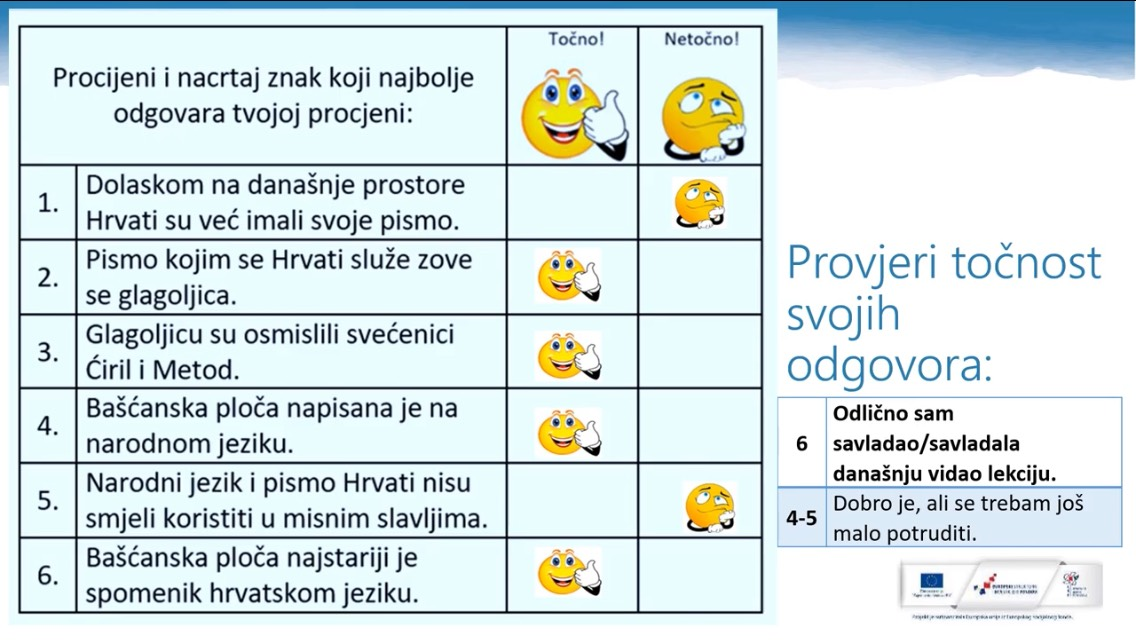 Točno!
Netočno!
Procijeni i nacrtaj znak koji najbolje
odgovara tvojoj procjeni:
1.
Dolaskom na današnje prostore
Hrvati su već imali svoje pismo.
2.
Pismo kojim se Hrvati služe zove
se glagoljica.
3.
Glagoljicu su osmislili svećenici
Ćiril i Metod.
4.
Bašćanska ploča napisana je na
narodnom jeziku.
5.
Narodni jezik i pismo Hrvati nisu
smjeli koristiti u misnim slavljima.
6.
Bašćanska ploča najstariji je
spomenik hrvatskom jeziku.
Provjeri točnost
svojih
odgovora:
6
Odlično sam
savladao/savladala
današnju vidao lekciju.
4-5
Dobro je, ali se trebam još
malo potruditi.